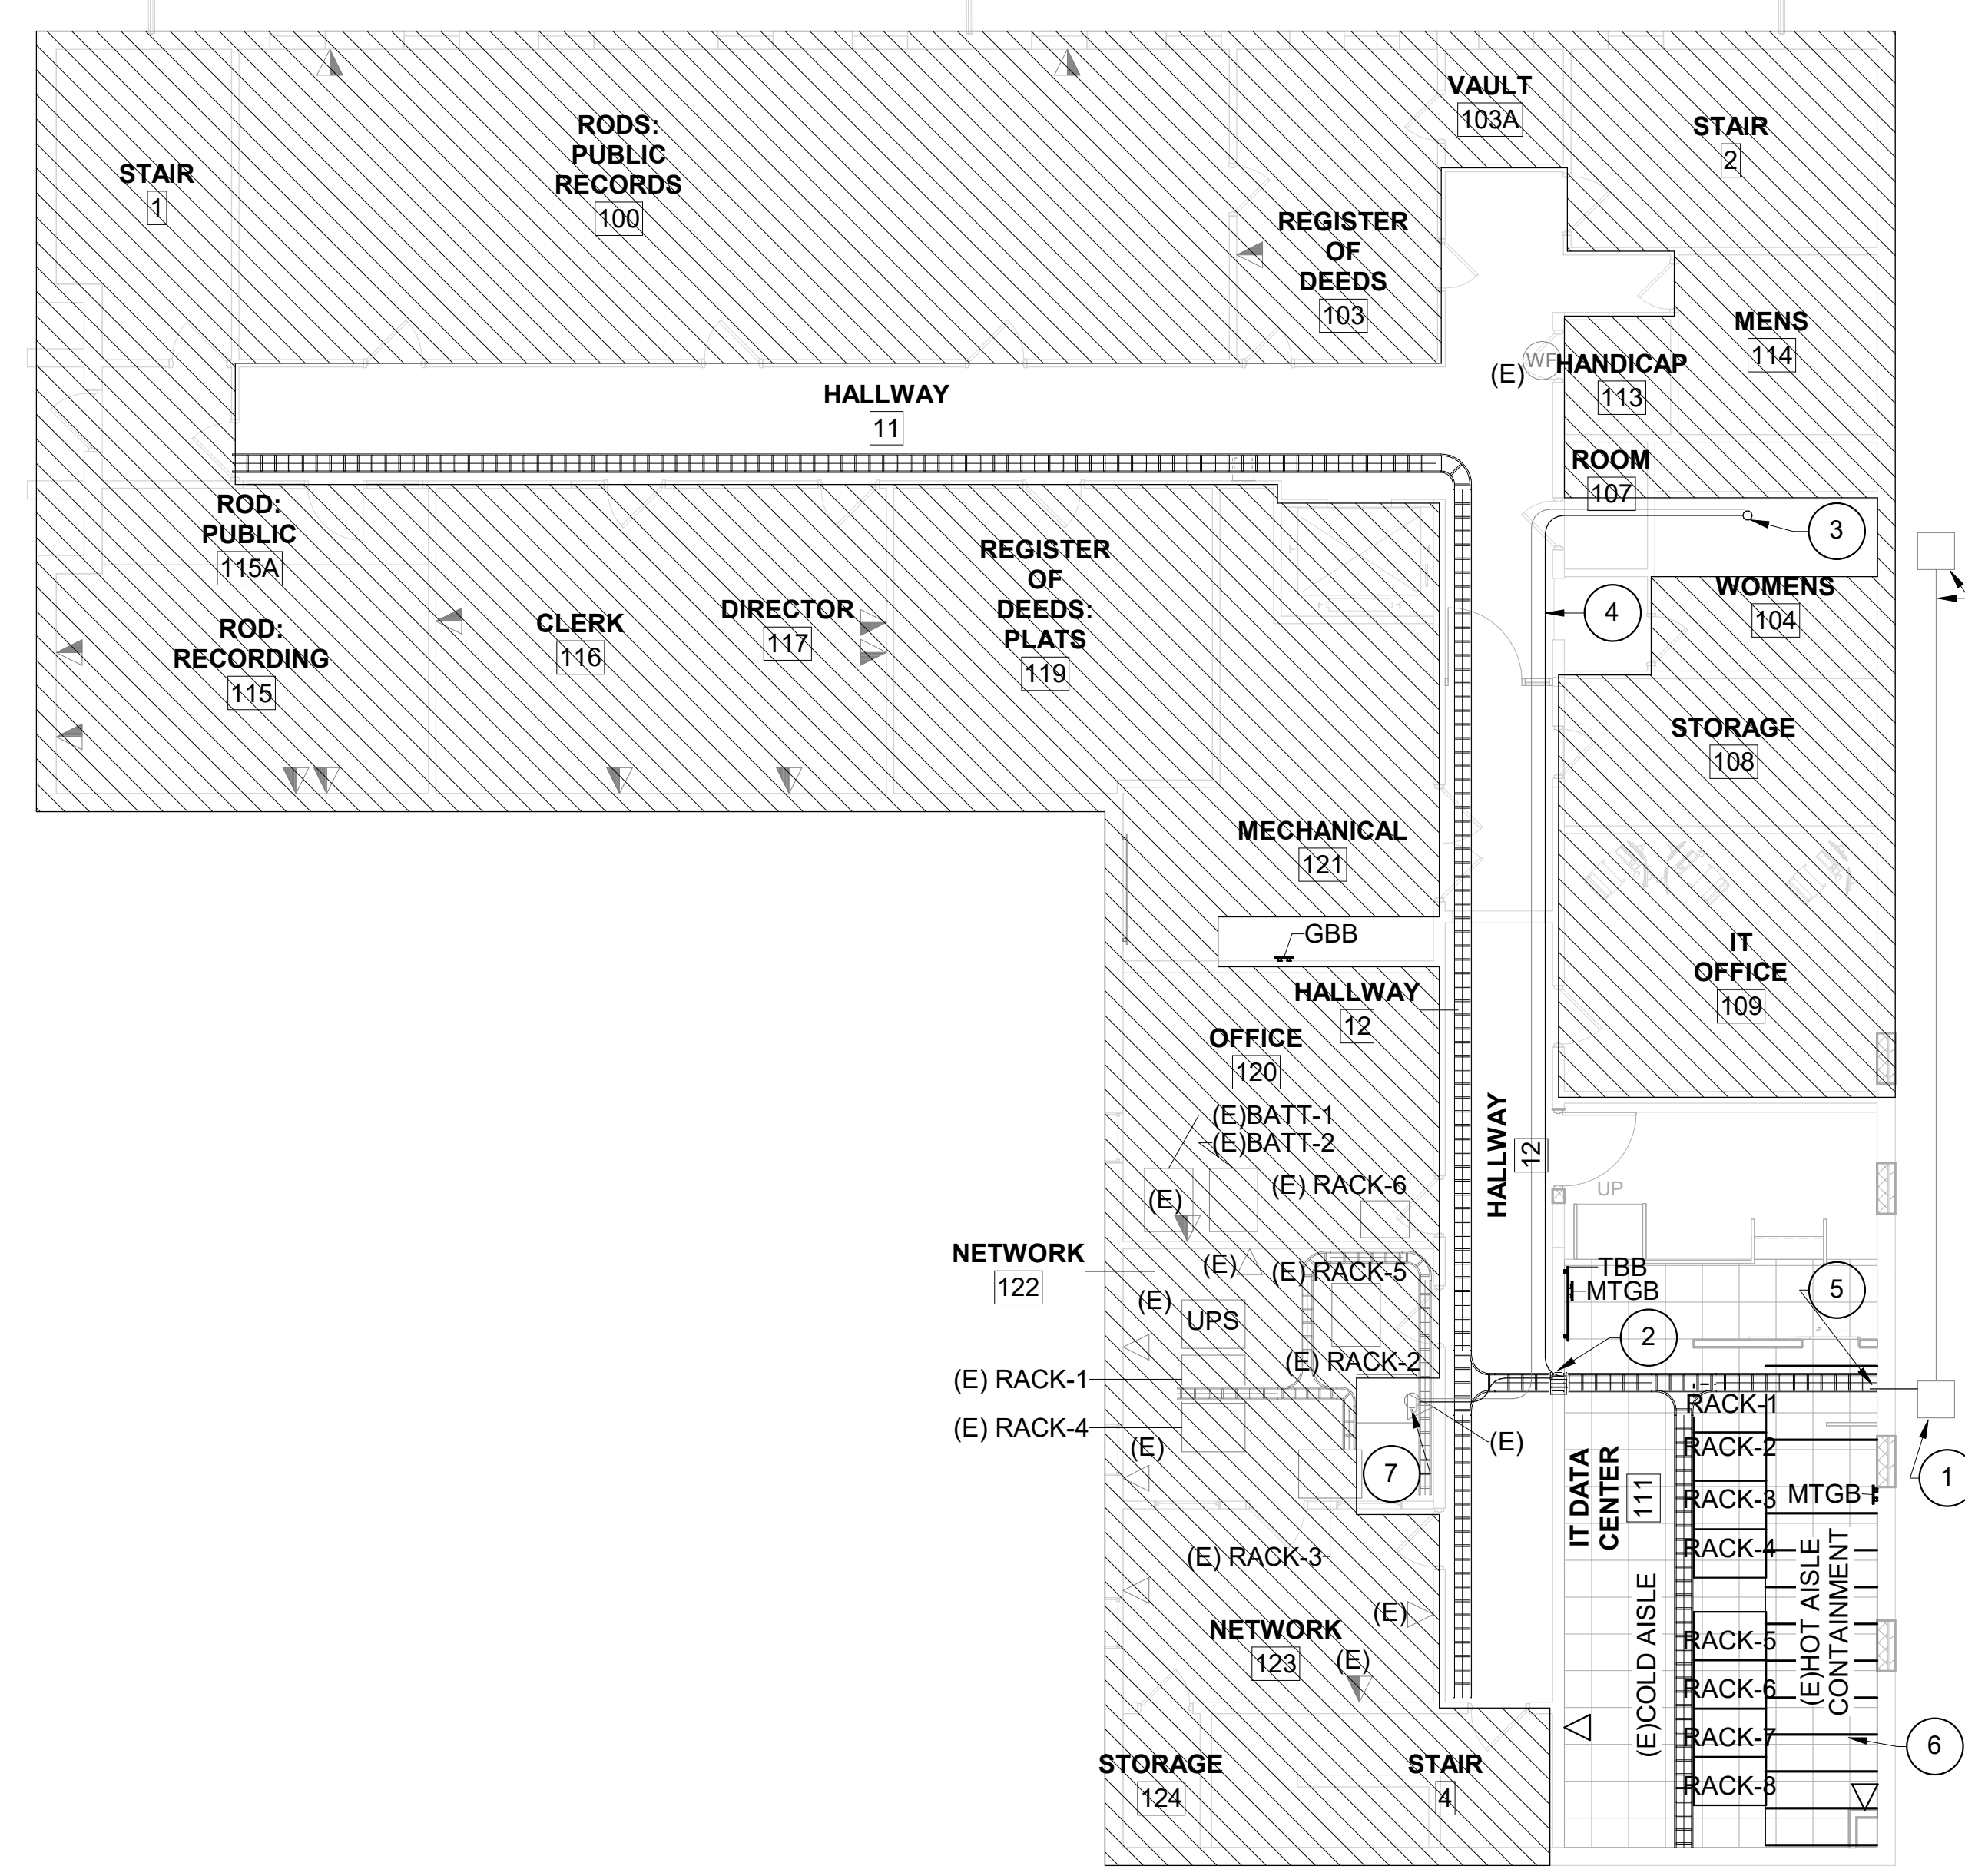 VAULT
103A
STAIR
2
RODS:
PUBLIC
RECORDS
100
STAIR
1
REGISTER
OF
DEEDS
103
MENS
114
(E)
WF
HANDICAP
113
HALLWAY
11
ROOM
107
ROD:
PUBLIC
115A
3
REGISTER
OF
DEEDS:
PLATS
119
WOMENS
104
4
CLERK
116
DIRECTOR
117
ROD:
RECORDING
115
STORAGE
108
MECHANICAL
121
GBB
IT
OFFICE
109
HALLWAY
12
OFFICE
120
(E)BATT-1
(E)BATT-2
HALLWAY
12
(E)
(E) RACK-6
UP
NETWORK
122
(E)
(E) RACK-5
TBB
MTGB
5
(E)
UPS
2
(E) RACK-2
(E) RACK-1
(E) RACK-4
(E)
(E)
7
RACK-1
RACK-2
RACK-3
RACK-4
MTGB
1
IT DATA
CENTER
111
(E) RACK-3
(E)
NETWORK
123
(E)
(E)COLD AISLE
(E)HOT AISLE
CONTAINMENT
RACK-5
RACK-6
RACK-7
RACK-8
6
STORAGE
124
STAIR
4